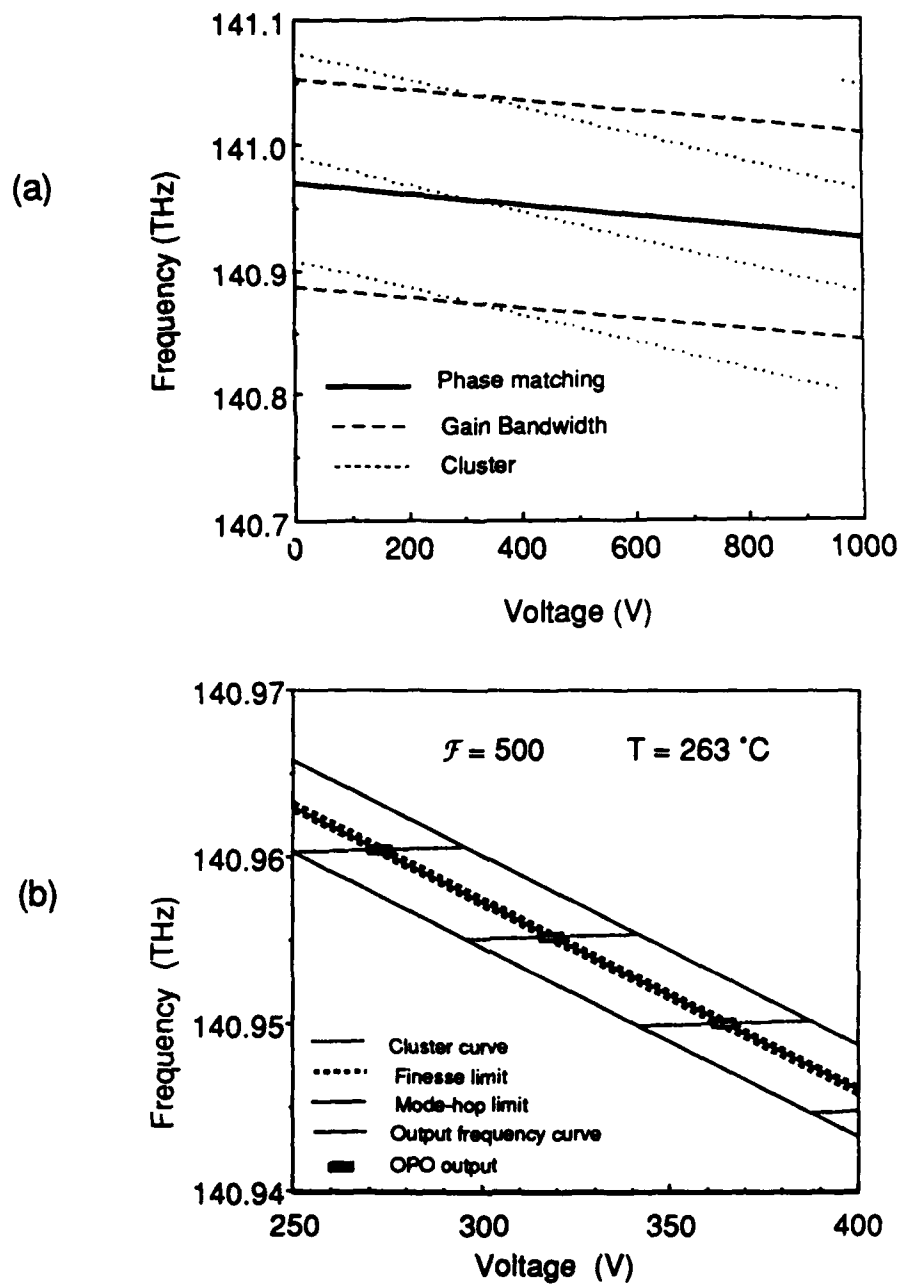 (a)
Frequency (THz)
141.1
141.0
140.9
140.8
140.7
Phase matching
Gain Bandwidth
Cluster
0 200 400 600 800 1000
Voltage (V)
(b)
Frequency (THz)
140.97
140.96
140.95
140.94
ℱ = 500 T = 263 °C
Cluster curve
Finesse limit
Mode-hop limit
Output frequency curve
OPO output
250 300 350 400
Voltage (V)